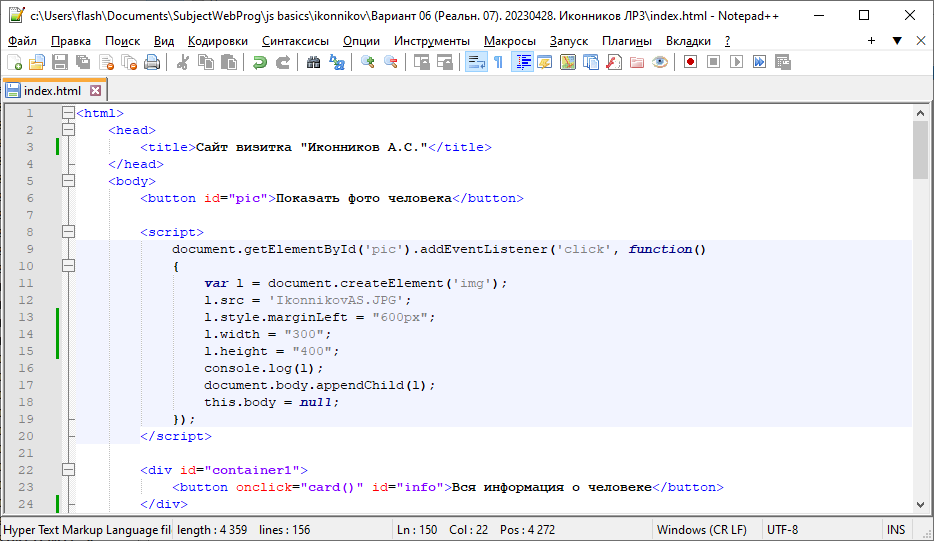 c:\Users\flash\Documents\SubjectWebProg\js basics\ikonnikov\Вариант 06 (Реальн. 07). 20230428. Иконников ЛР3\index.html - Notepad++
Файл Правка Поиск Вид Кодировки Синтаксисы Опции Инструменты Макросы Запуск Плагины Вкладки ? + ▼ ✕
index.html
1 <html>
2 <head>
3 <title>Сайт визитка "Иконников А.С."</title>
4 </head>
5 <body>
6 <button id="pic">Показать фото человека</button>
7
8 <script>
9 document.getElementById('pic').addEventListener('click', function()
10 {
11 var l = document.createElement('img');
12 l.src = 'IkonnikovAS.JPG';
13 l.style.marginLeft = "600px";
14 l.width = "300";
15 l.height = "400";
16 console.log(l);
17 document.body.appendChild(l);
18 this.body = null;
19 });
20 </script>
21
22 <div id="container1">
23 <button onclick="card()" id="info">Вся информация о человеке</button>
24 </div>
Hyper Text Markup Language fil length : 4 359 lines : 156 Ln : 150 Col : 22 Pos : 4 272 Windows (CR LF) UTF-8 INS